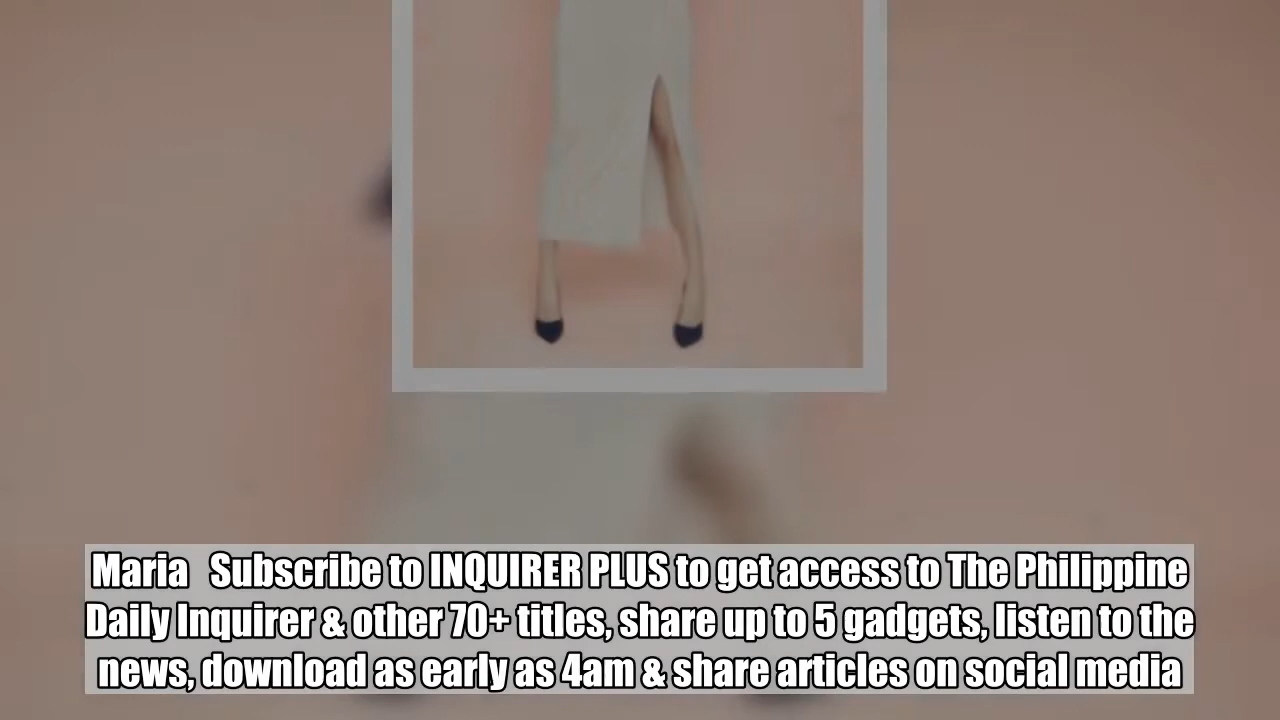 Maria   Subscribe to INQUIRER PLUS to get access to The Philippine
Daily Inquirer & other 70+ titles, share up to 5 gadgets, listen to the
news, download as early as 4am & share articles on social media